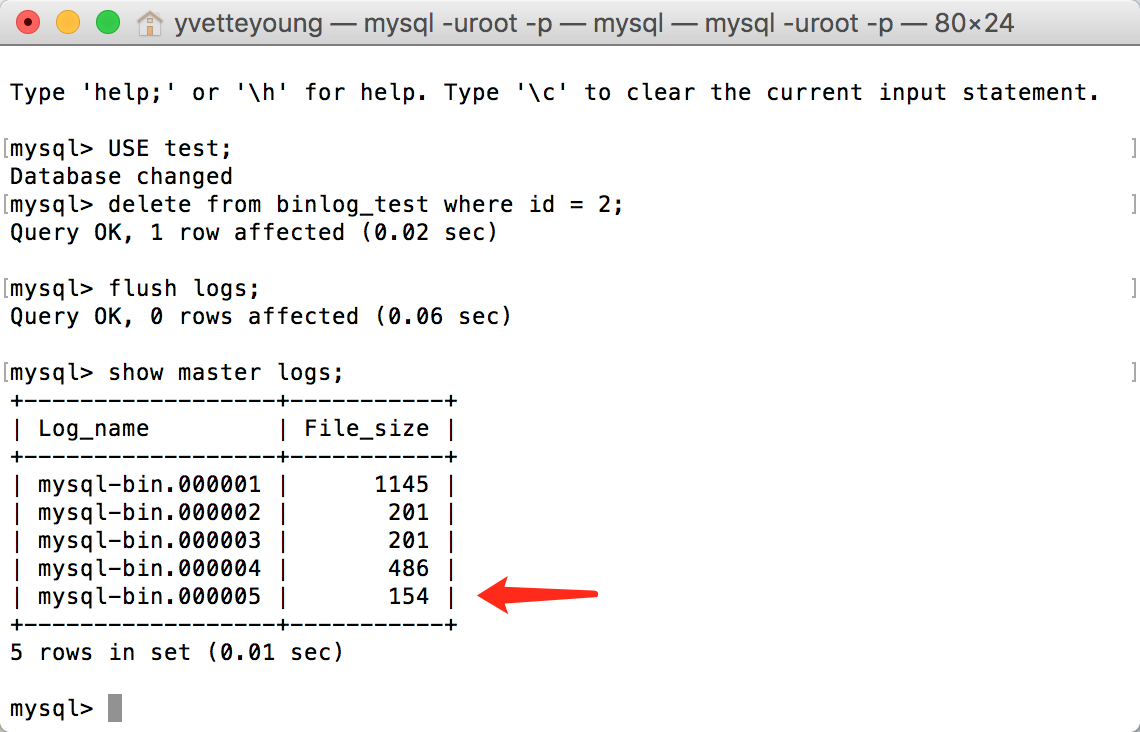 yvetteyoung — mysql -uroot -p — mysql — mysql -uroot -p — 80×24
Type 'help;' or '\h' for help. Type '\c' to clear the current input statement.
[mysql> USE test; ]
Database changed
[mysql> delete from binlog_test where id = 2; ]
Query OK, 1 row affected (0.02 sec)
[mysql> flush logs; ]
Query OK, 0 rows affected (0.06 sec)
[mysql> show master logs; ]
+------------------+-----------+
| Log_name         | File_size |
+------------------+-----------+
| mysql-bin.000001 |      1145 |
| mysql-bin.000002 |       201 |
| mysql-bin.000003 |       201 |
| mysql-bin.000004 |       486 |
| mysql-bin.000005 |       154 |
+------------------+-----------+
5 rows in set (0.01 sec)
mysql>